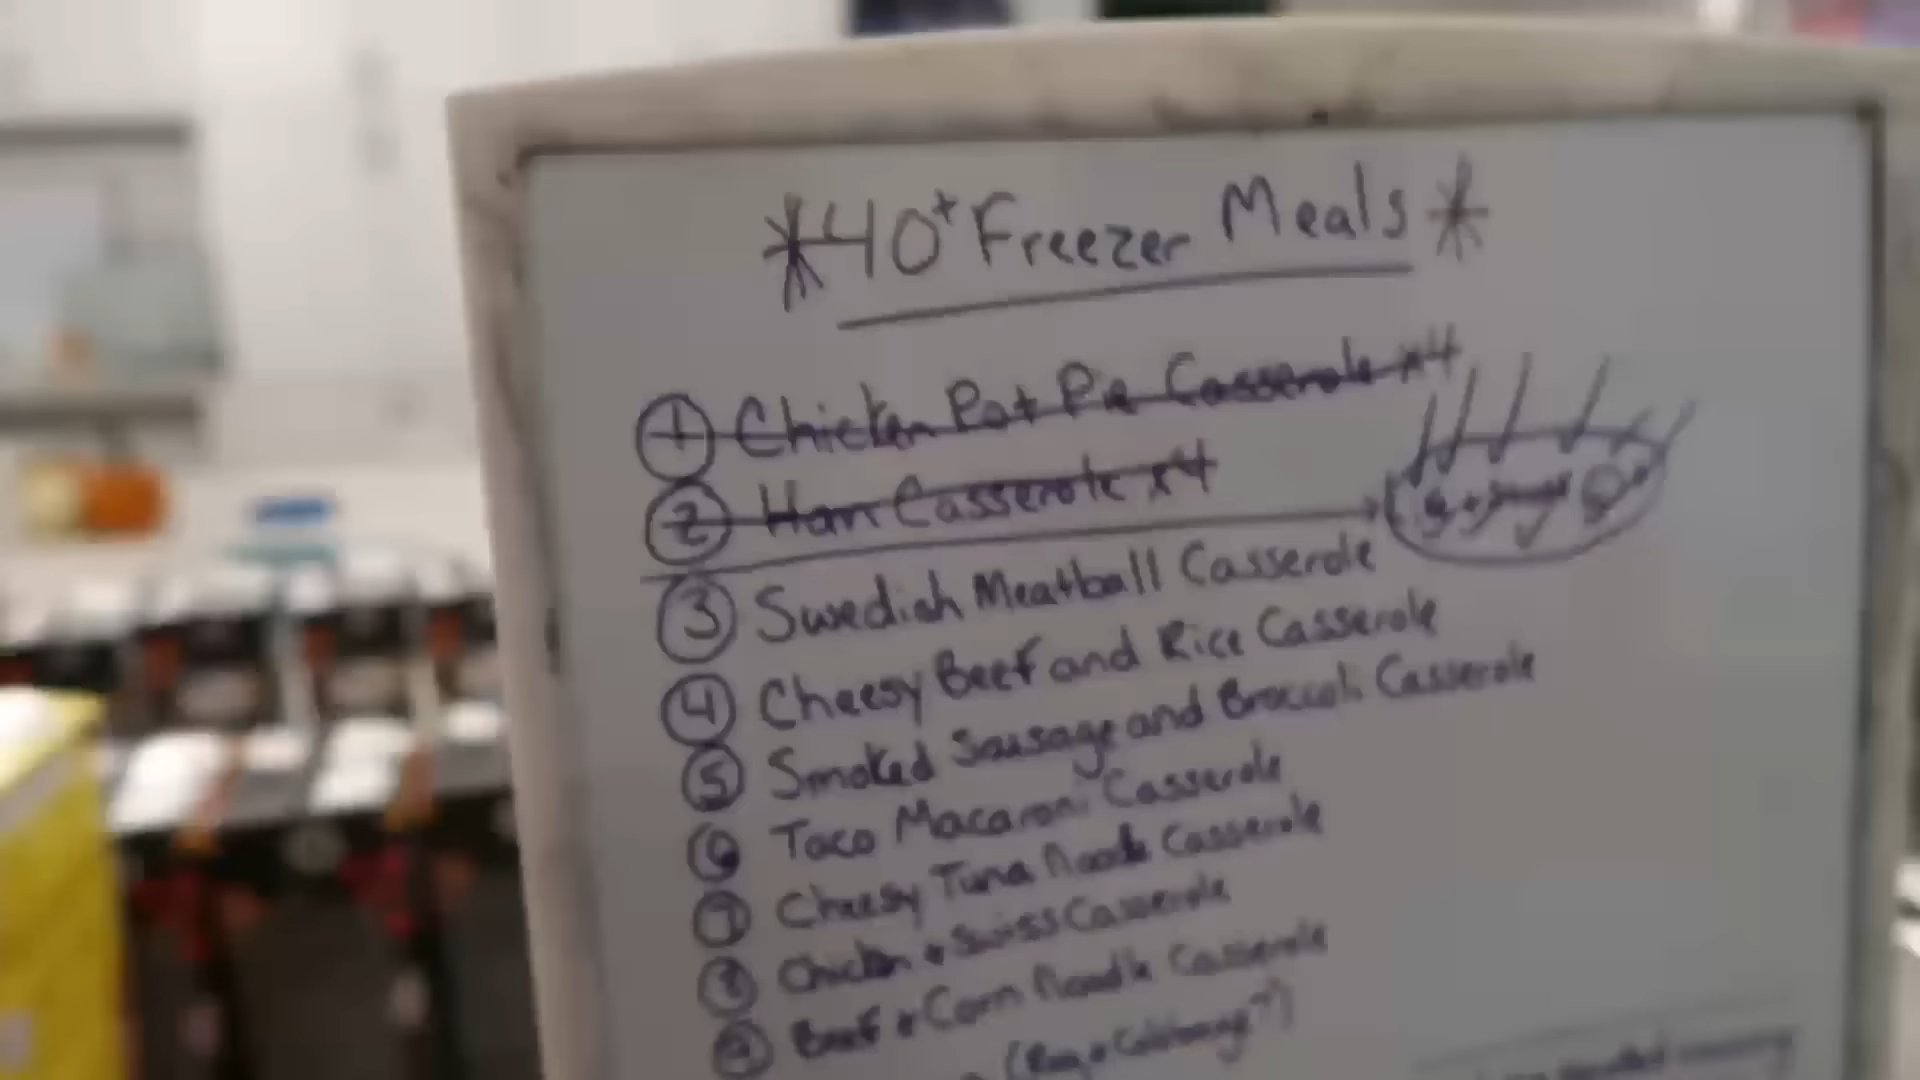 *40+ Freezer Meals*
1 Chicken Pot Pie Casserole x4
2 Ham Casserole x4
3 Swedish Meatball Casserole
4 Cheesy Beef and Rice Casserole
5 Smoked Sausage and Broccoli Casserole
6 Taco Macaroni Casserole
7 Cheesy Tuna Noodle Casserole
8 Chicken + Swiss Casserole
9 Beef + Corn Noodle Casserole